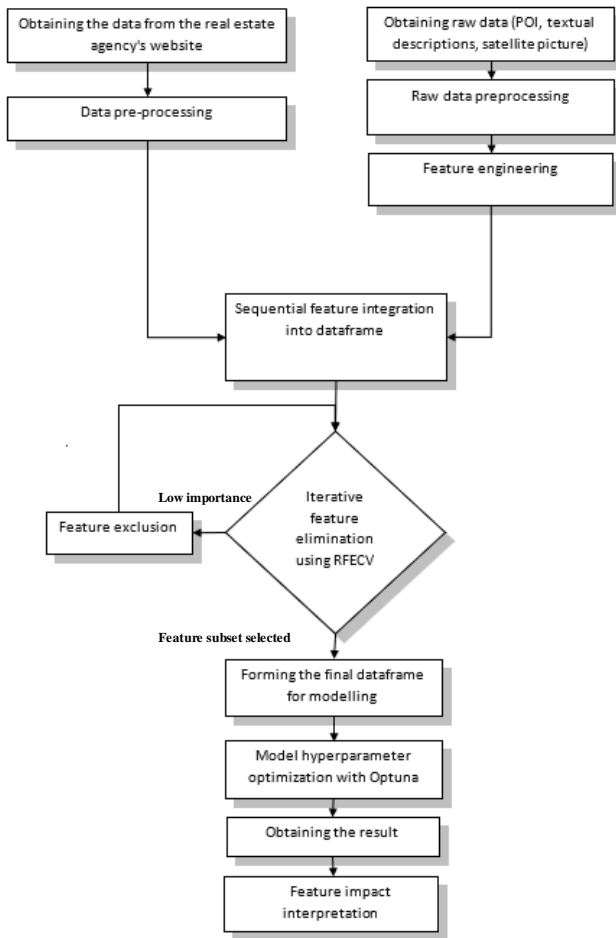 Obtaining the data from the real estate
agency's website
Data pre-processing
Obtaining raw data (POI, textual
descriptions, satellite picture)
Raw data preprocessing
Feature engineering
Sequential feature integration
into dataframe
Low importance
Feature exclusion
Iterative
feature
elimination
using RFECV
Feature subset selected
Forming the final dataframe
for modelling
Model hyperparameter
optimization with Optuna
Obtaining the result
Feature impact
interpretation